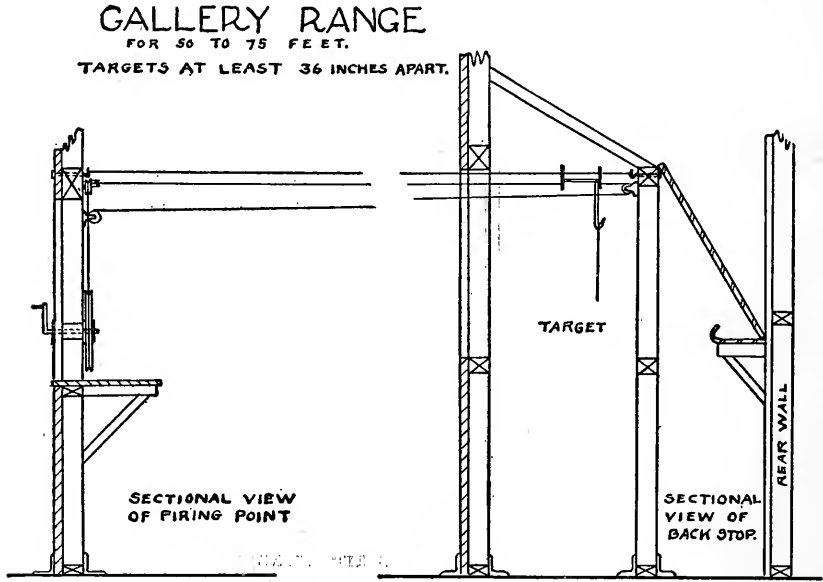 GALLERY RANGE
FOR 50 TO 75 FEET.
TARGETS AT LEAST 36 INCHES APART.
TARGET
REAR WALL
SECTIONAL VIEW
OF FIRING POINT
SECTIONAL
VIEW OF
BACK STOP.